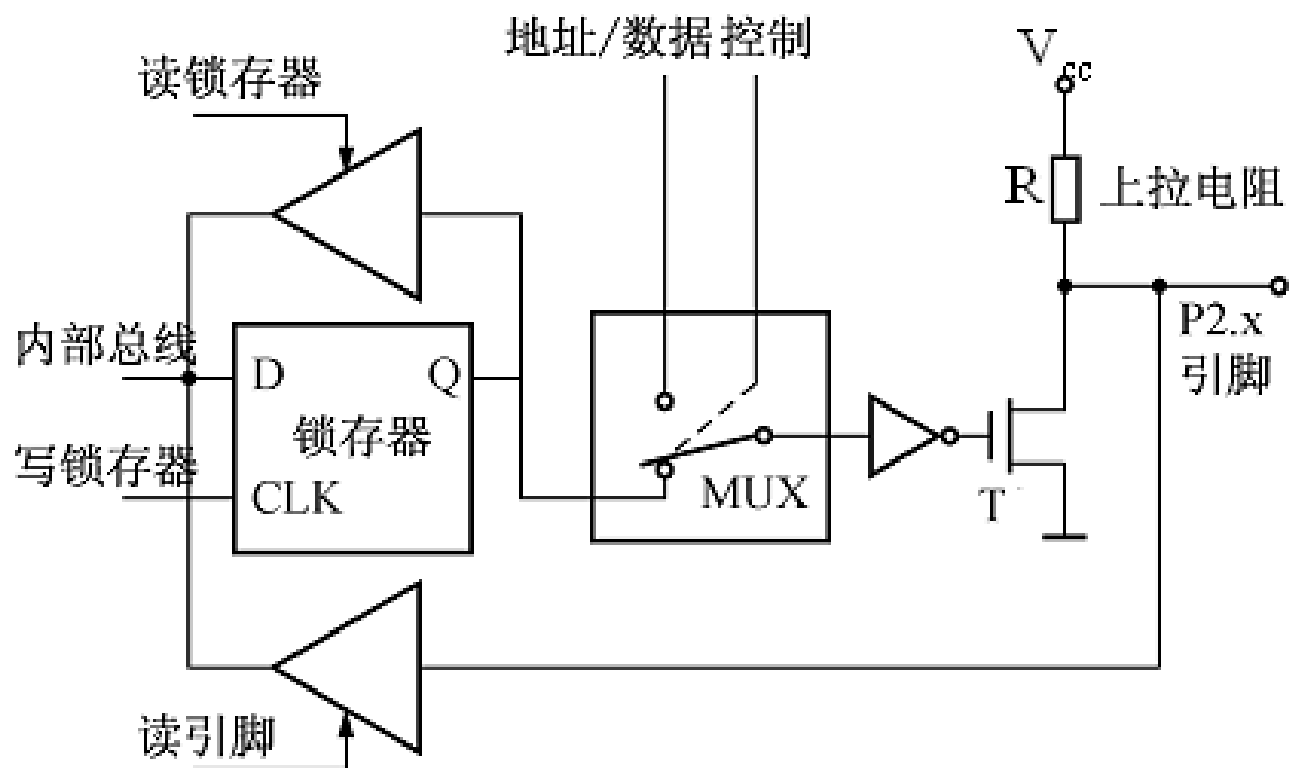 地址/数据 控制
Vcc
读锁存器
R
上拉电阻
内部总线
D
Q
P2.x
引脚
锁存器
写锁存器
CLK
MUX
T
读引脚